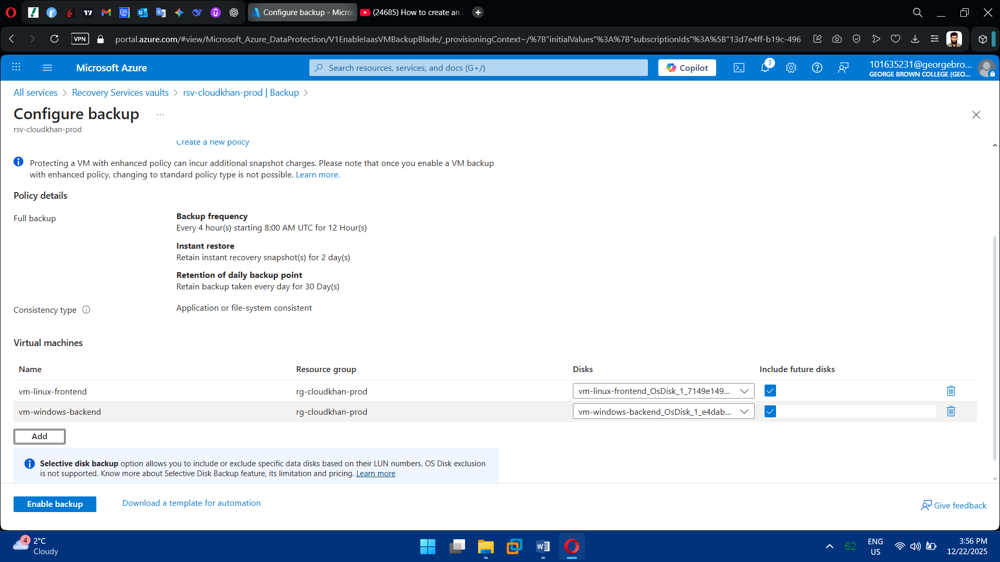 Configure backup - Micros
(24685) How to create an
VPN
portal.azure.com/#view/Microsoft_Azure_DataProtection/V1EnableIaasVMBackupBlade/_provisioningContext~/%7B"initialValues"%3A%7B"subscriptionIds"%3A%5B"13d7e4ff-b19c-496
Microsoft Azure
Search resources, services, and docs (G+/)
Copilot
3
101635231@georgebro...
GEORGE BROWN COLLEGE (GEO...
All services > Recovery Services vaults > rsv-cloudkhan-prod | Backup >
Configure backup ...
rsv-cloudkhan-prod
Create a new policy
Protecting a VM with enhanced policy can incur additional snapshot charges. Please note that once you enable a VM backup
with enhanced policy, changing to standard policy type is not possible. Learn more.
Policy details
Full backup
Backup frequency
Every 4 hour(s) starting 8:00 AM UTC for 12 Hour(s)
Instant restore
Retain instant recovery snapshot(s) for 2 day(s)
Retention of daily backup point
Retain backup taken every day for 30 Day(s)
Consistency type
Application or file-system consistent
Virtual machines
Name Resource group Disks Include future disks
vm-linux-frontend rg-cloudkhan-prod vm-linux-frontend_OsDisk_1_7149e149...
vm-windows-backend rg-cloudkhan-prod vm-windows-backend_OsDisk_1_e4dab...
Add
Selective disk backup option allows you to include or exclude specific data disks based on their LUN numbers. OS Disk exclusion
is not supported. Know more about Selective Disk Backup feature, its limitation and pricing. Learn more
Enable backup
Download a template for automation
Give feedback
4
2°C
Cloudy
62
ENG
US
3:56 PM
12/22/2025